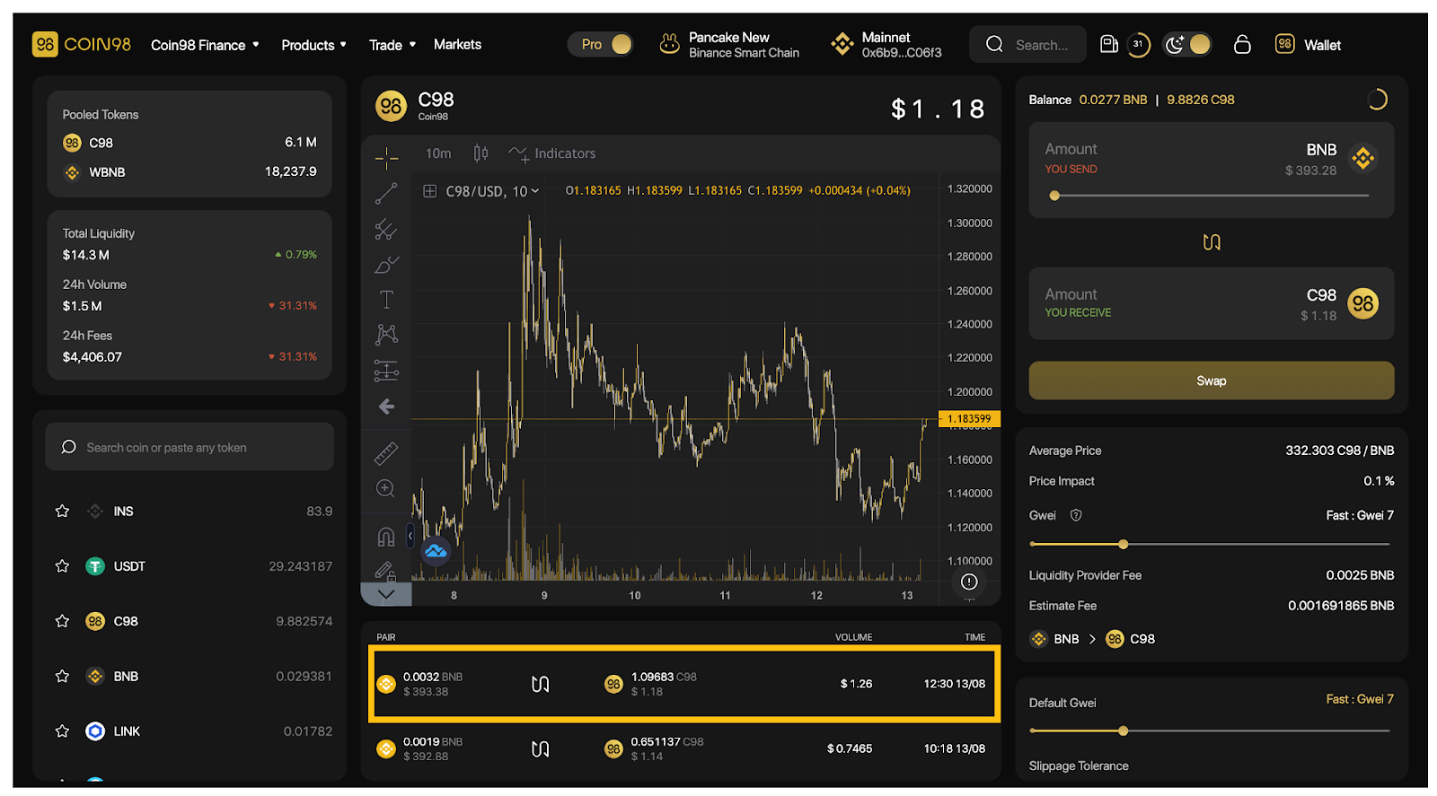 98 COIN98 Coin98 Finance Products Trade Markets Pro Pancake New Mainnet Search... 31 98 Wallet
Binance Smart Chain 0x6b9...C06f3
Pooled Tokens
98 C98 6.1 M
WBNB 18,237.9
Total Liquidity
$14.3 M 0.79%
24h Volume
$1.5 M 31.31%
24h Fees
$4,406.07 31.31%
Search coin or paste any token
INS 83.9
USDT 29.243187
98 C98 9.882574
BNB 0.029381
LINK 0.01782
98 C98 $1.18
Coin98
10m Indicators
C98/USD, 10 O1.183165 H1.183599 L1.183165 C1.183599 +0.000434 (+0.04%)
1.320000
1.300000
1.280000
1.260000
1.240000
1.220000
1.200000
1.183599
1.160000
1.140000
1.120000
1.100000
8 9 10 11 12 13
PAIR VOLUME TIME
0.0032 BNB 98 1.09683 C98 $ 1.26 12:30 13/08
$ 393.38 $ 1.18
0.0019 BNB 98 0.651137 C98 $ 0.7465 10:18 13/08
$ 392.88 $ 1.14
Balance 0.0277 BNB | 9.8826 C98
Amount BNB
YOU SEND $ 393.28
Amount C98 98
YOU RECEIVE $ 1.18
Swap
Average Price 332.303 C98 / BNB
Price Impact 0.1 %
Gwei ? Fast : Gwei 7
Liquidity Provider Fee 0.0025 BNB
Estimate Fee 0.001691865 BNB
BNB > 98 C98
Default Gwei Fast : Gwei 7
Slippage Tolerance